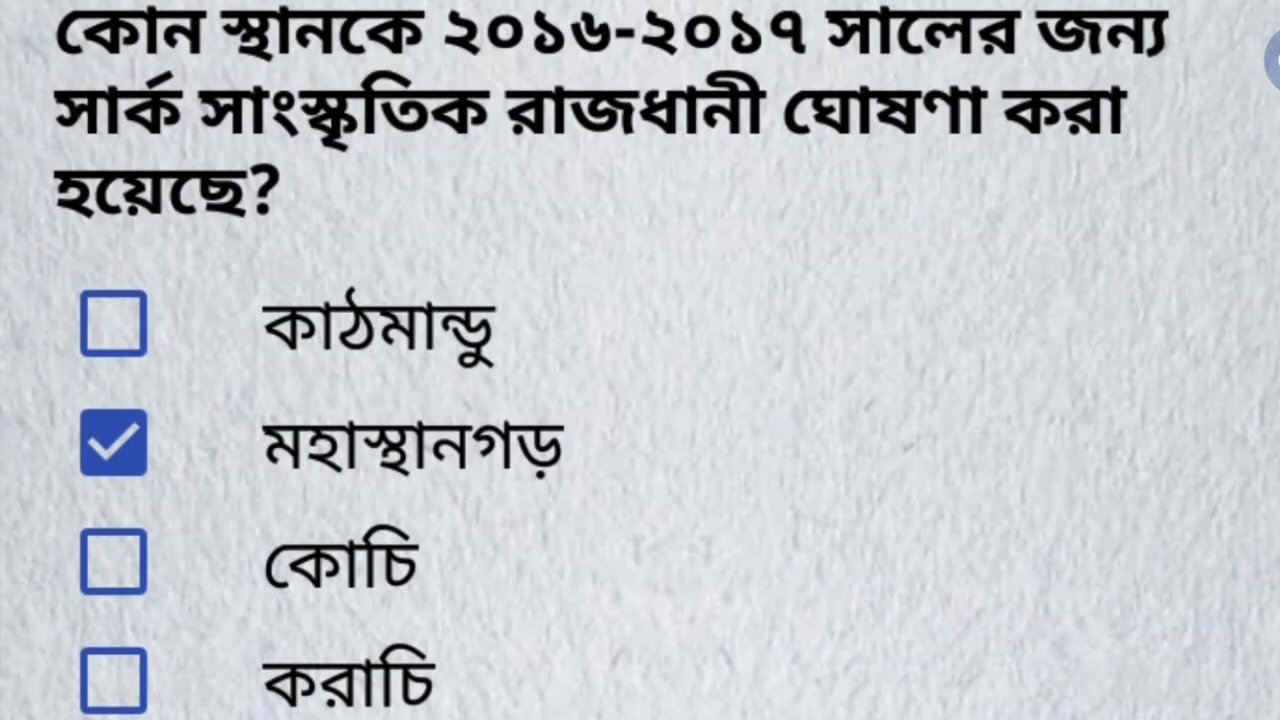 কোন স্থানকে ২০১৬-২০১৭ সালের জন্য
সার্ক সাংস্কৃতিক রাজধানী ঘোষণা করা
হয়েছে?
কাঠমান্ডু
মহাস্থানগড়
কোচি
করাচি